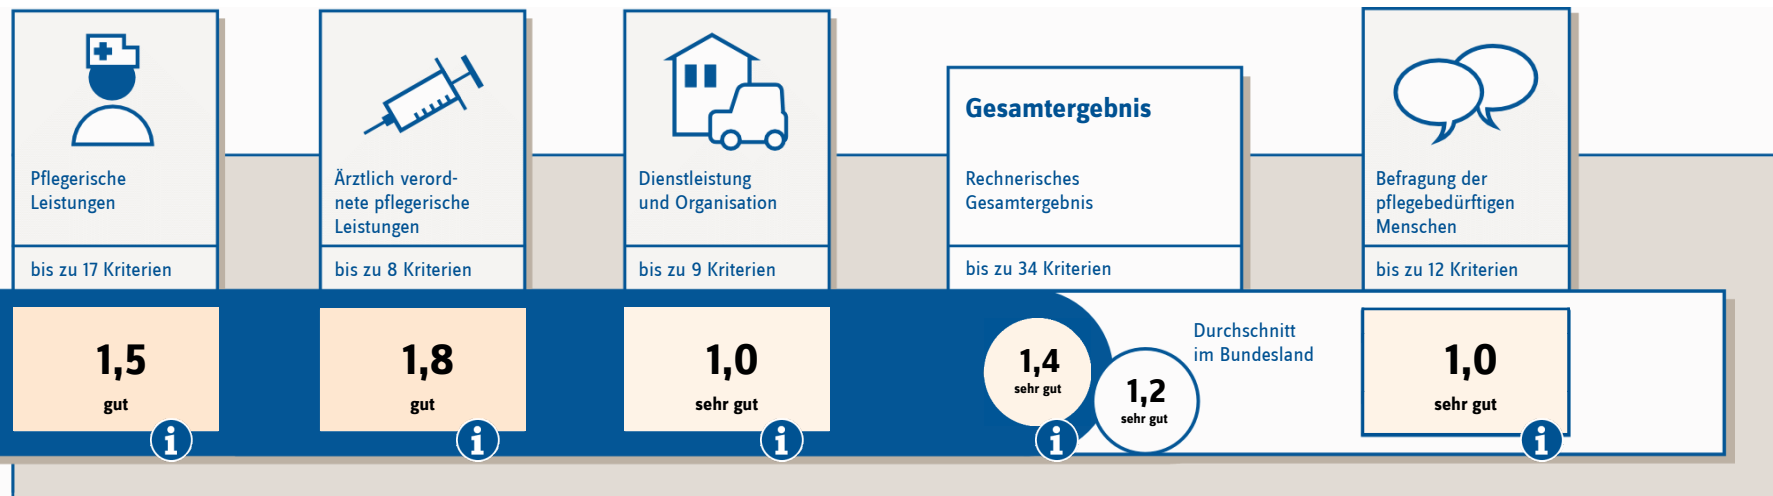 Pflegerische
Leistungen
bis zu 17 Kriterien
1,5
gut
i
Ärztlich verord-
nete pflegerische
Leistungen
bis zu 8 Kriterien
1,8
gut
i
Dienstleistung
und Organisation
bis zu 9 Kriterien
1,0
sehr gut
i
Gesamtergebnis
Rechnerisches
Gesamtergebnis
bis zu 34 Kriterien
1,4
sehr gut
i
1,2
sehr gut
Durchschnitt
im Bundesland
Befragung der
pflegebedürftigen
Menschen
bis zu 12 Kriterien
1,0
sehr gut
i